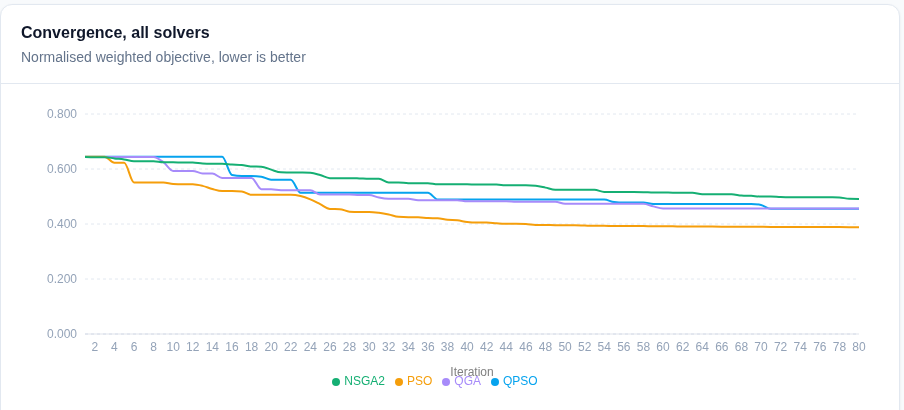 Convergence, all solvers
Normalised weighted objective, lower is better
0.800
0.600
0.400
0.200
0.000
2 4 6 8 10 12 14 16 18 20 22 24 26 28 30 32 34 36 38 40 42 44 46 48 50 52 54 56 58 60 62 64 66 68 70 72 74 76 78 80
Iteration
NSGA2 PSO QGA QPSO